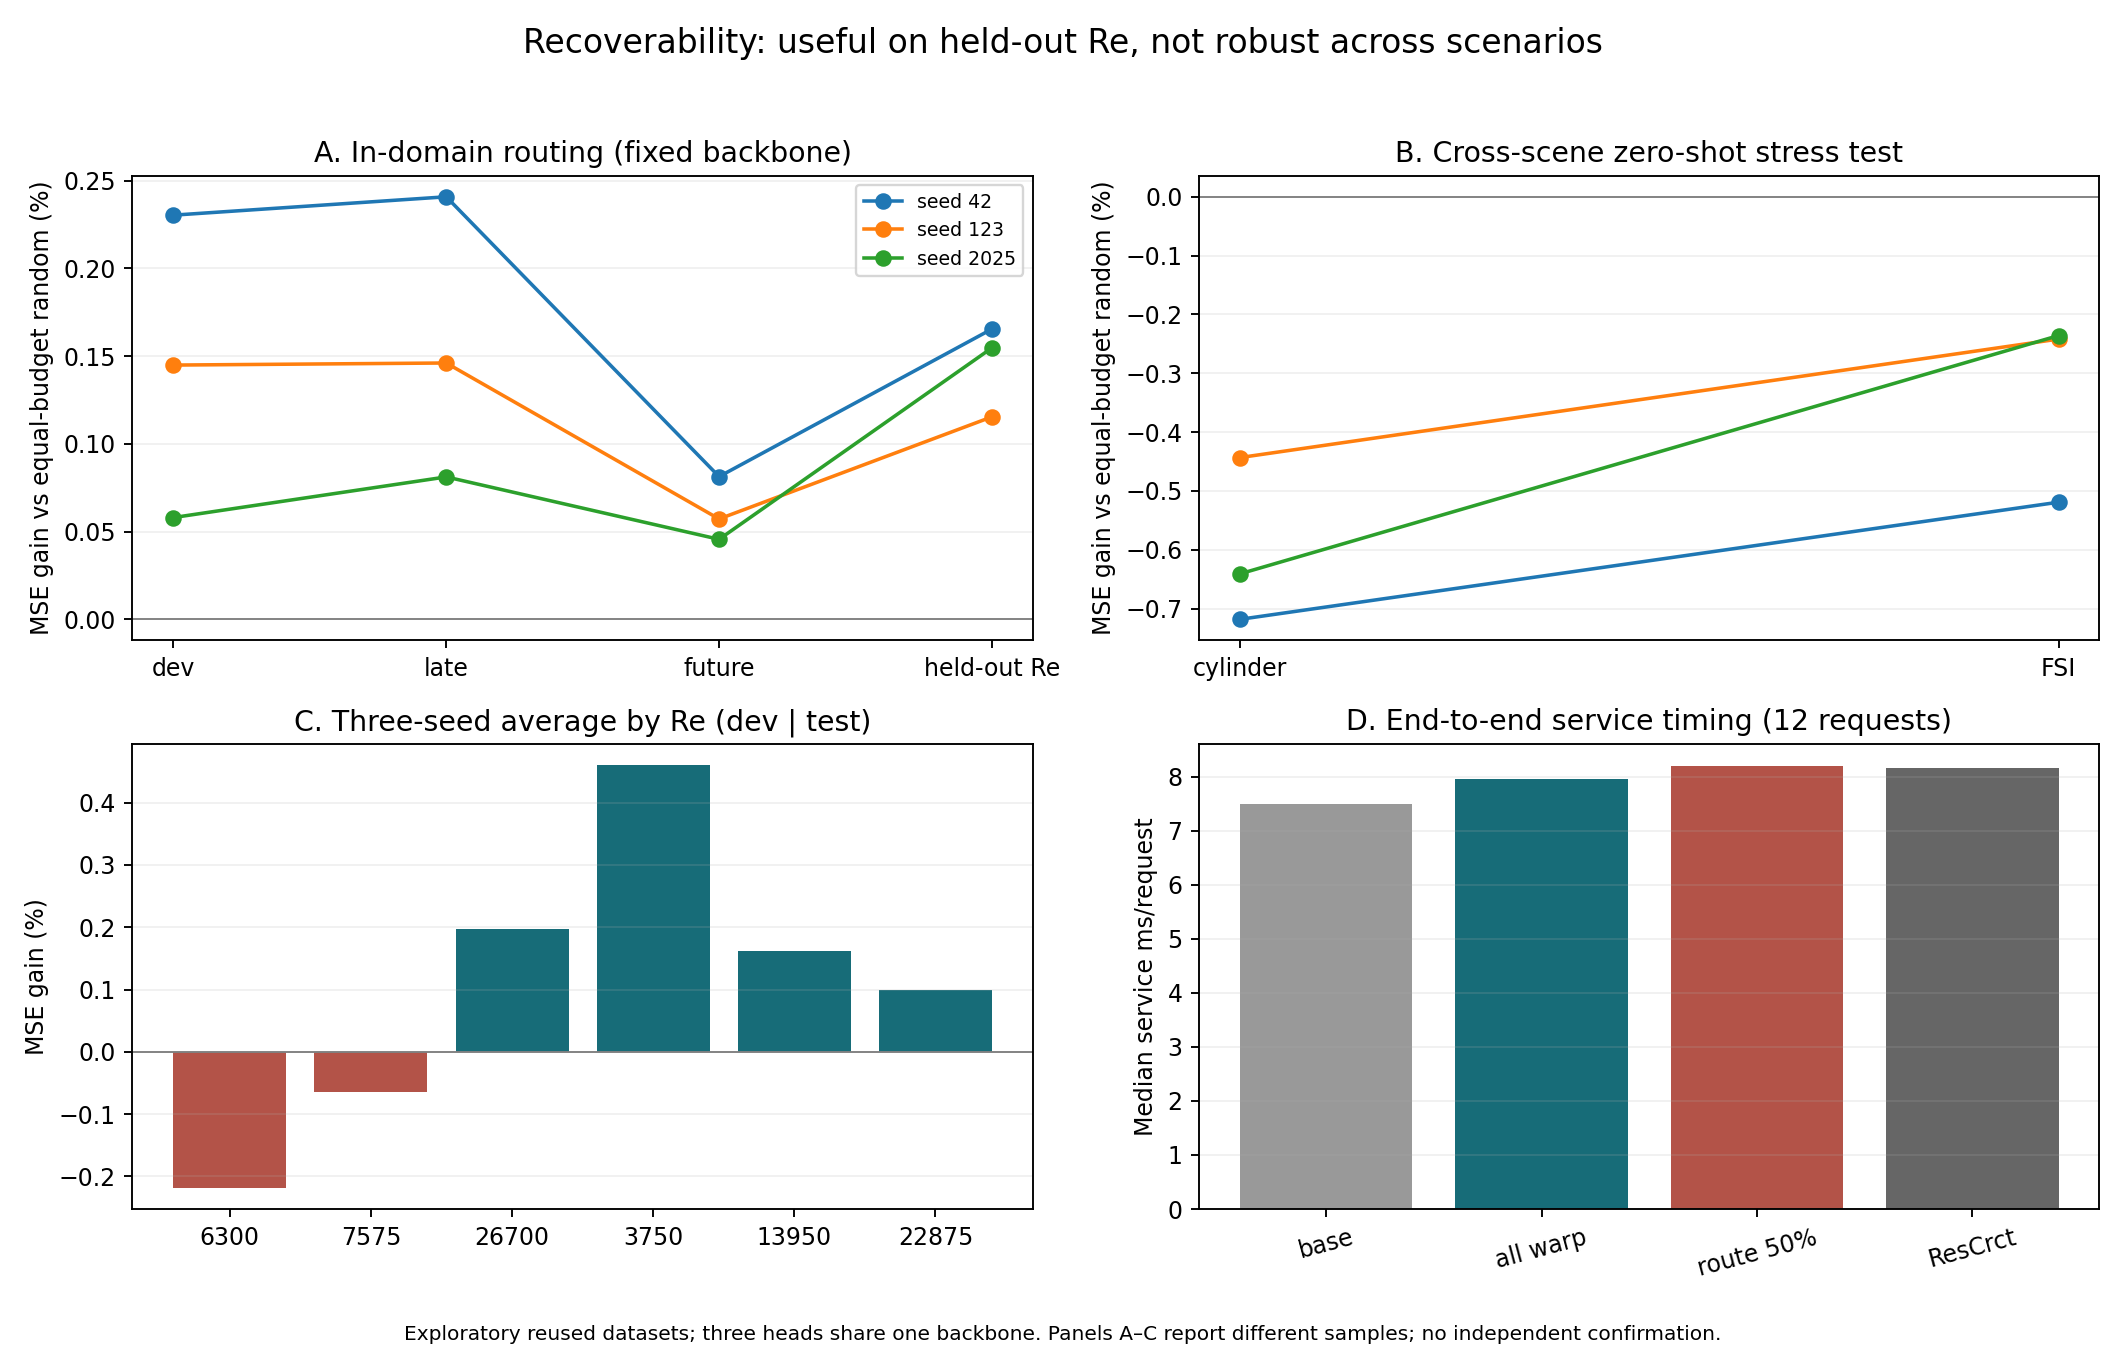 Recoverability: useful on held-out Re, not robust across scenarios
A. In-domain routing (fixed backbone)
MSE gain vs equal-budget random (%)
0.25
0.20
0.15
0.10
0.05
0.00
seed 42
seed 123
seed 2025
dev
late
future
held-out Re
B. Cross-scene zero-shot stress test
MSE gain vs equal-budget random (%)
0.0
−0.1
−0.2
−0.3
−0.4
−0.5
−0.6
−0.7
cylinder
FSI
C. Three-seed average by Re (dev | test)
MSE gain (%)
0.4
0.3
0.2
0.1
0.0
−0.1
−0.2
6300
7575
26700
3750
13950
22875
D. End-to-end service timing (12 requests)
Median service ms/request
8
7
6
5
4
3
2
1
0
base
all warp
route 50%
ResCrct
Exploratory reused datasets; three heads share one backbone. Panels A–C report different samples; no independent confirmation.